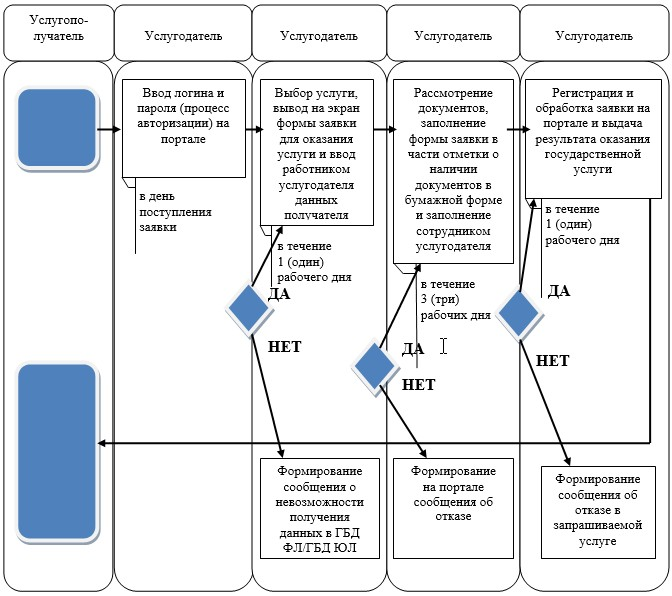 Услугопо-
лучатель
Услугодатель
Услугодатель
Услугодатель
Услугодатель
Ввод логина и
пароля (процесс
авторизации) на
портале
в день
поступления
заявки
Выбор услуги,
вывод на экран
формы заявки
для оказания
услуги и ввод
работником
услугодателя
данных
получателя
в течение
1 (один)
рабочего дня
Рассмотрение
документов,
заполнение
формы заявки в
части отметки о
наличии
документов в
бумажной форме
и заполнение
сотрудником
услугодателя
в течение
3 (три)
рабочих дня
Регистрация и
обработка заявки на
портале и выдача
результата оказания
государственной
услуги
в течение
1 (один)
рабочего дня
ДА
НЕТ
ДА
НЕТ
ДА
НЕТ
Формирование
сообщения о
невозможности
получения
данных в ГБД
ФЛ/ГБД ЮЛ
Формирование
на портале
сообщения об
отказе
Формирование
сообщения об
отказе в
запрашиваемой
услуге